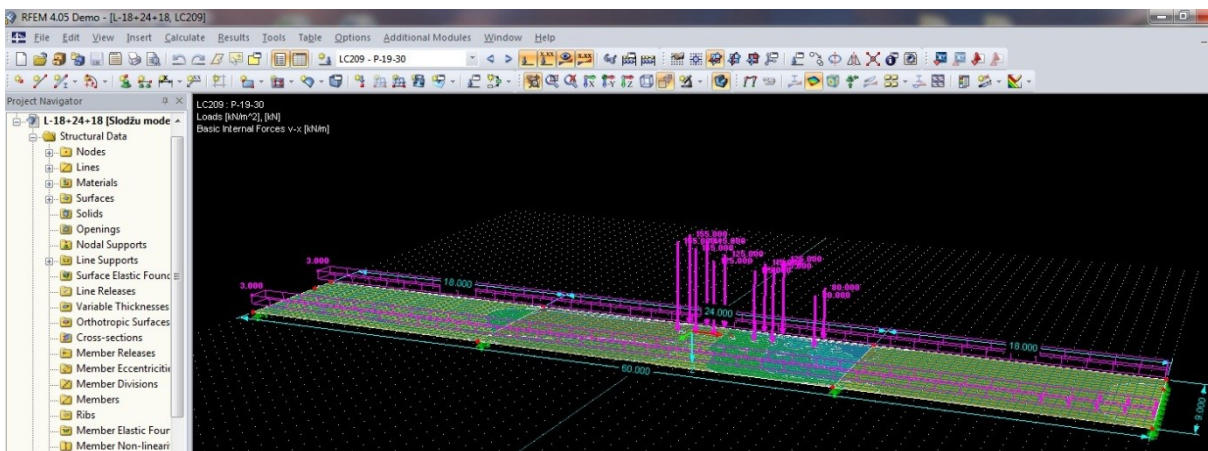 RFEM 4.05 Demo - [L-18+24+18, LC209]
File Edit View Insert Calculate Results Tools Table Options Additional Modules Window Help
LC209 - P-19-30
Project Navigator
L-18+24+18 [Slodžu mode
Structural Data
Nodes
Lines
Materials
Surfaces
Solids
Openings
Nodal Supports
Line Supports
Surface Elastic Found
Line Releases
Variable Thicknesses
Orthotropic Surfaces
Cross-sections
Member Releases
Member Eccentricitie
Member Divisions
Members
Ribs
Member Elastic Four
Member Non-lineari
LC209 : P-19-30
Loads [kN/m^2], [kN]
Basic Internal Forces v-x [kN/m]
155.000
125.000
80.000
3.000
3.000
18.000
24.000
18.000
60.000
9.000